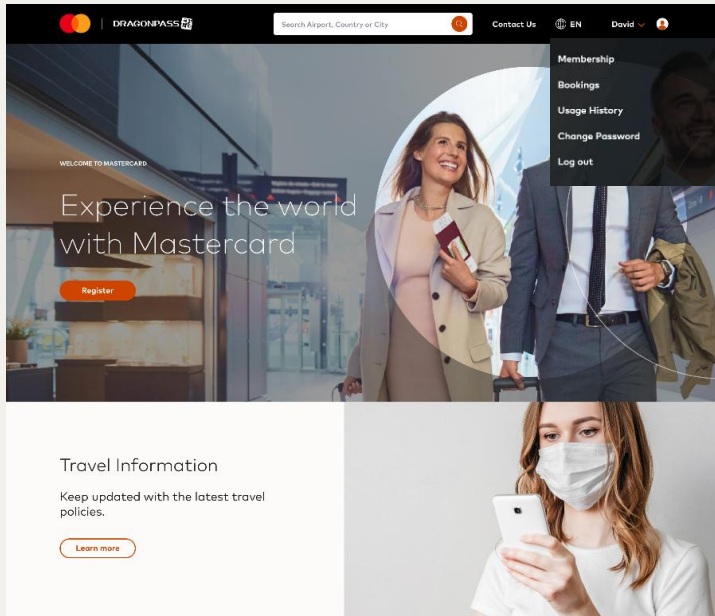 DRAGONPASS
Search Airport, Country or City
Contact Us
EN
David
Membership
Bookings
Usage History
Change Password
Log out
WELCOME TO MASTERCARD
Experience the world
with Mastercard
Register
Travel Information
Keep updated with the latest travel
policies.
Learn more